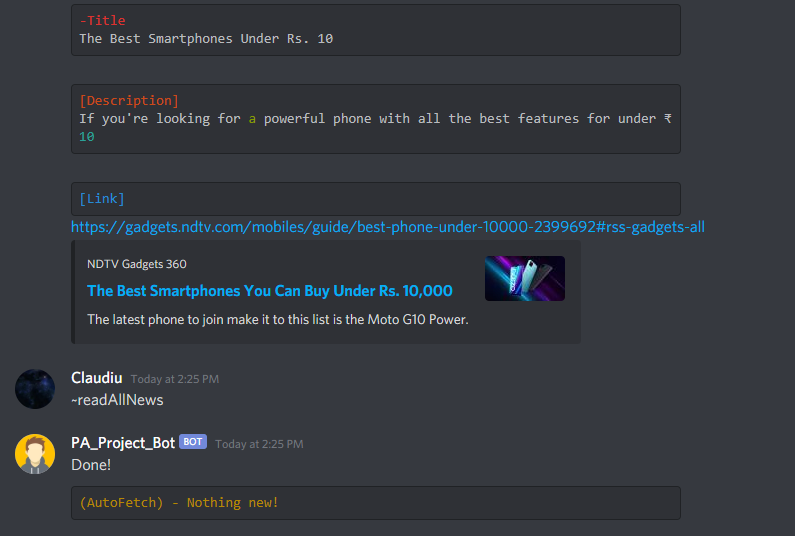 -Title
The Best Smartphones Under Rs. 10
[Description]
If you're looking for a powerful phone with all the best features for under ₹
10
[Link]
https://gadgets.ndtv.com/mobiles/guide/best-phone-under-10000-2399692#rss-gadgets-all
NDTV Gadgets 360
The Best Smartphones You Can Buy Under Rs. 10,000
The latest phone to join make it to this list is the Moto G10 Power.
Claudiu Today at 2:25 PM
~readAllNews
PA_Project_Bot BOT Today at 2:25 PM
Done!
(AutoFetch) - Nothing new!